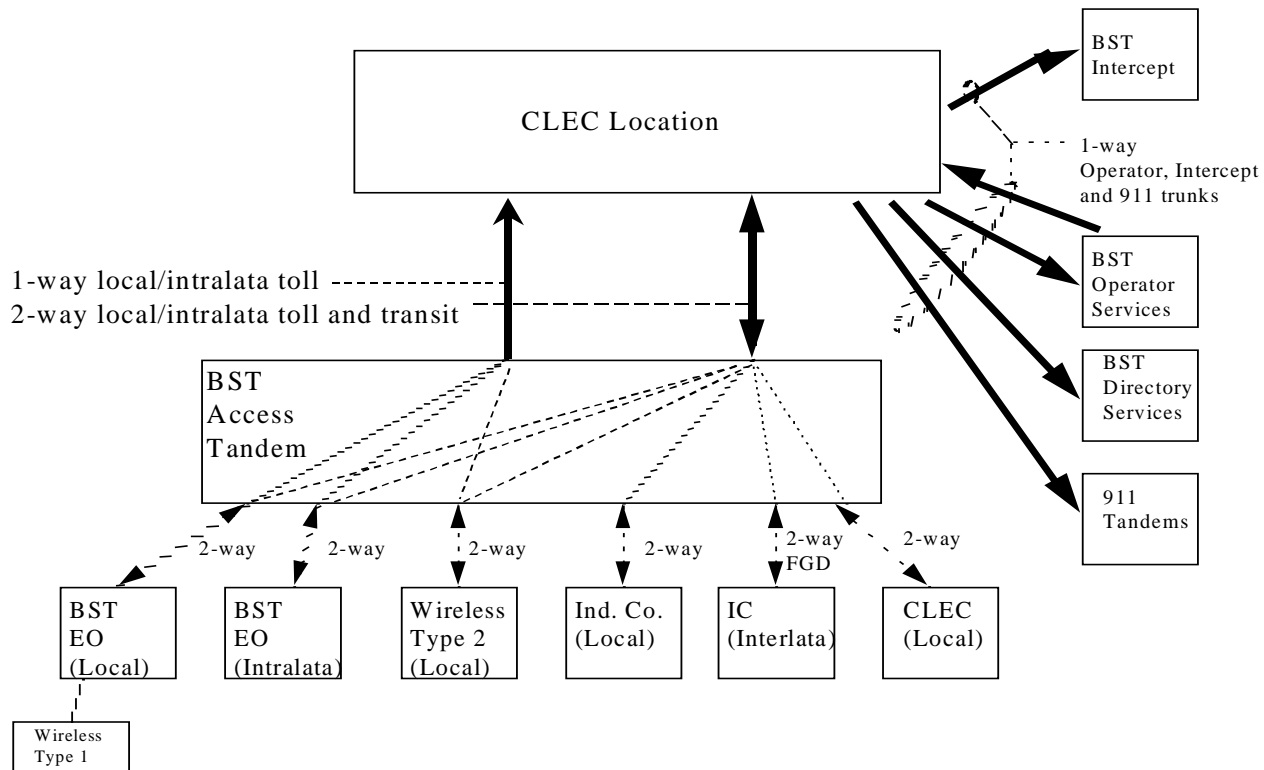 BST
Intercept
CLEC Location
1-way
Operator, Intercept
and 911 trunks
BST
Operator
Services
1-way local/intralata toll
2-way local/intralata toll and transit
BST
Access
Tandem
BST
Directory
Services
911
Tandems
2-way
2-way
2-way
2-way
2-way
FGD
2-way
BST
EO
(Local)
BST
EO
(Intralata)
Wireless
Type 2
(Local)
Ind. Co.
(Local)
IC
(Interlata)
CLEC
(Local)
Wireless
Type 1